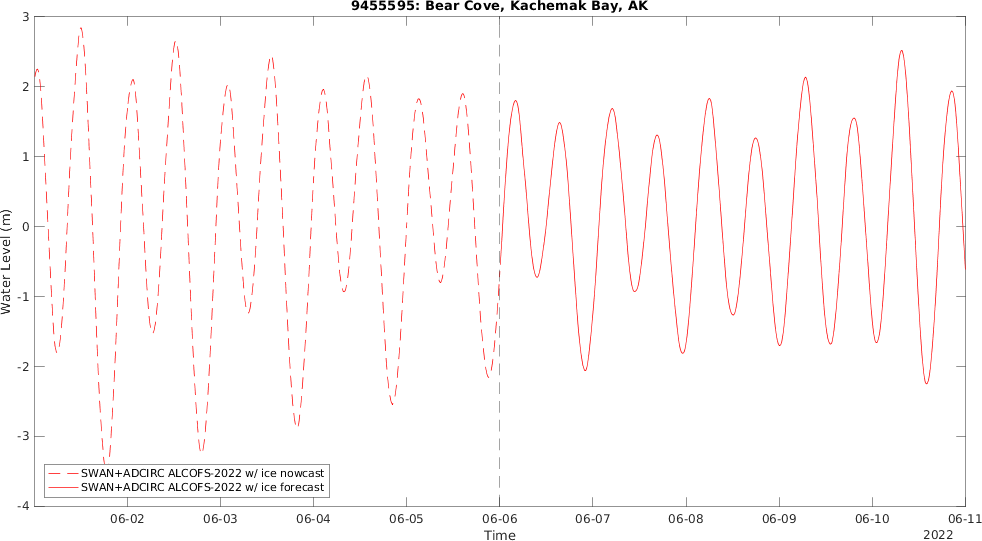 9455595: Bear Cove, Kachemak Bay, AK
3
2
1
0
-1
-2
-3
-4
Water Level (m)
SWAN+ADCIRC ALCOFS-2022 w/ ice nowcast
SWAN+ADCIRC ALCOFS-2022 w/ ice forecast
06-02 06-03 06-04 06-05 06-06 06-07 06-08 06-09 06-10 06-11
Time
2022